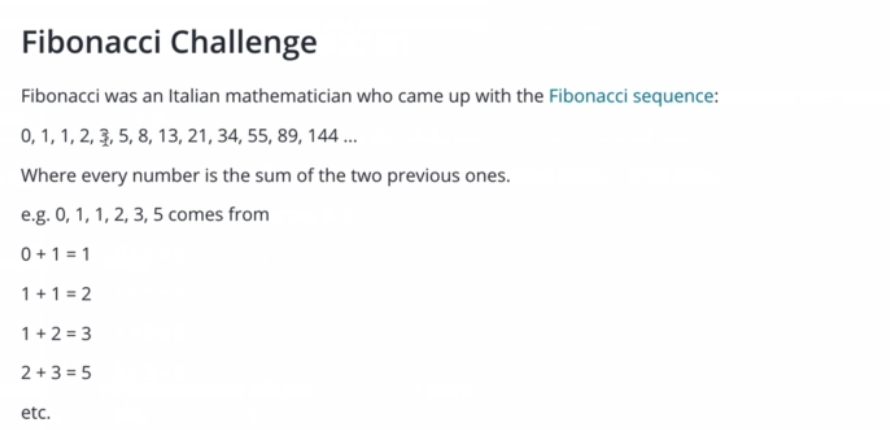 Fibonacci Challenge
Fibonacci was an Italian mathematician who came up with the Fibonacci sequence:
0, 1, 1, 2, 3, 5, 8, 13, 21, 34, 55, 89, 144 ...
Where every number is the sum of the two previous ones.
e.g. 0, 1, 1, 2, 3, 5 comes from
0 + 1 = 1
1 + 1 = 2
1 + 2 = 3
2 + 3 = 5
etc.